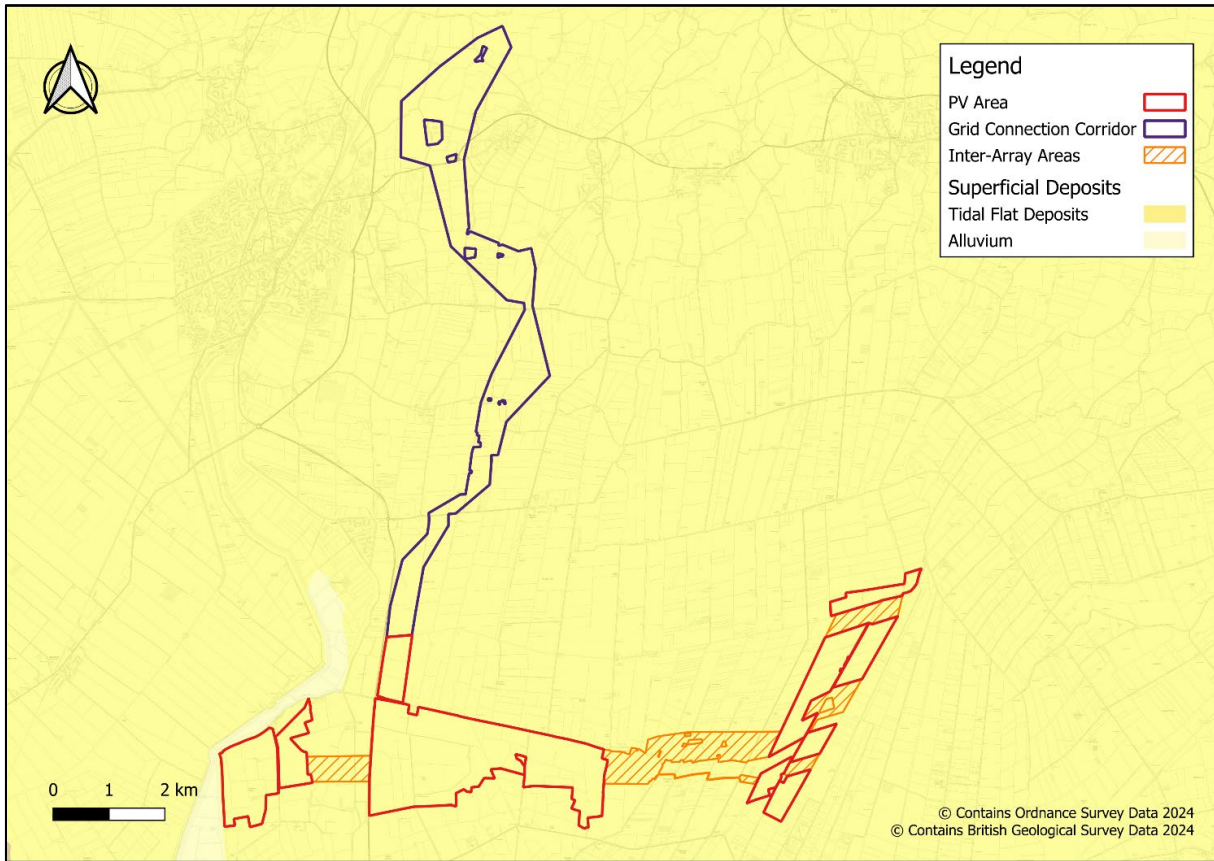 Legend
PV Area
Grid Connection Corridor
Inter-Array Areas
Superficial Deposits
Tidal Flat Deposits
Alluvium
0 1 2 km
© Contains Ordnance Survey Data 2024
© Contains British Geological Survey Data 2024